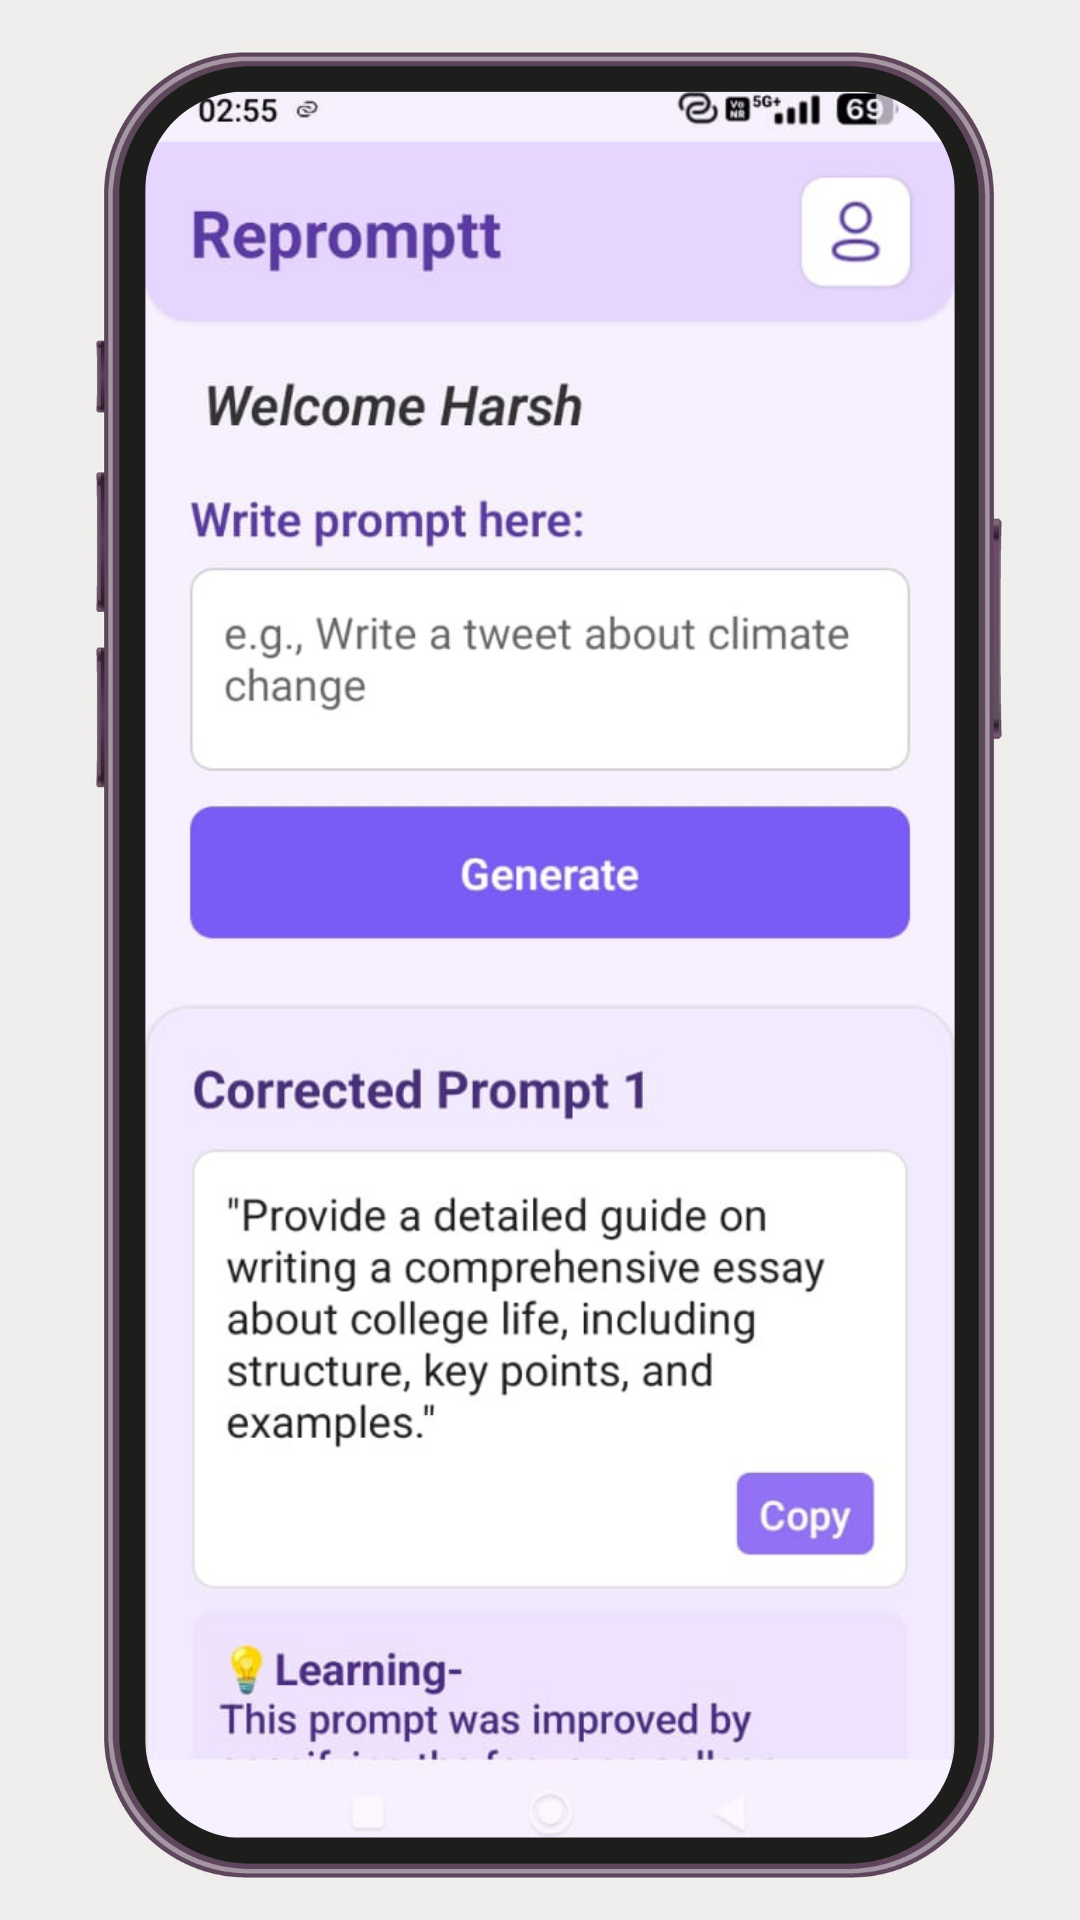 02:55
Vo
NR
5G+
69
Repromptt
Welcome Harsh
Write prompt here:
e.g., Write a tweet about climate
change
Generate
Corrected Prompt 1
"Provide a detailed guide on
writing a comprehensive essay
about college life, including
structure, key points, and
examples."
Copy
💡Learning-
This prompt was improved by